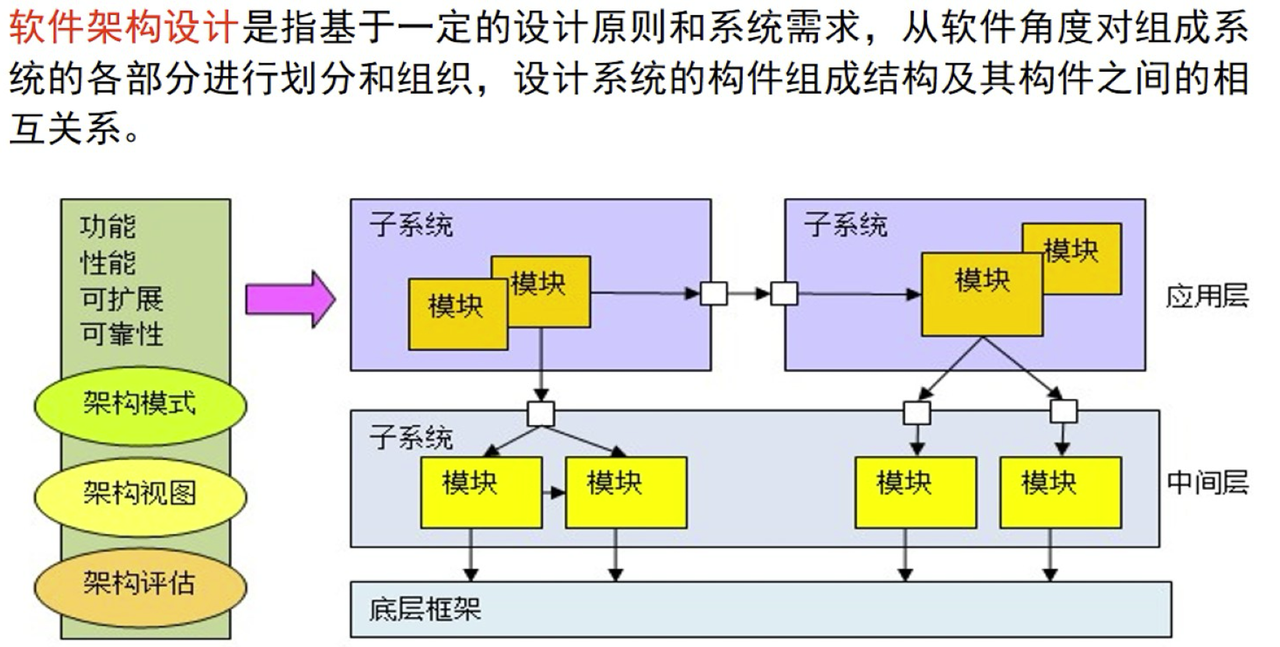 软件架构设计是指基于一定的设计原则和系统需求，从软件角度对组成系
统的各部分进行划分和组织，设计系统的构件组成结构及其构件之间的相
互关系。
功能
性能
可扩展
可靠性
架构模式
架构视图
架构评估
子系统
模块
模块
子系统
模块
模块
应用层
子系统
模块
模块
模块
模块
中间层
底层框架